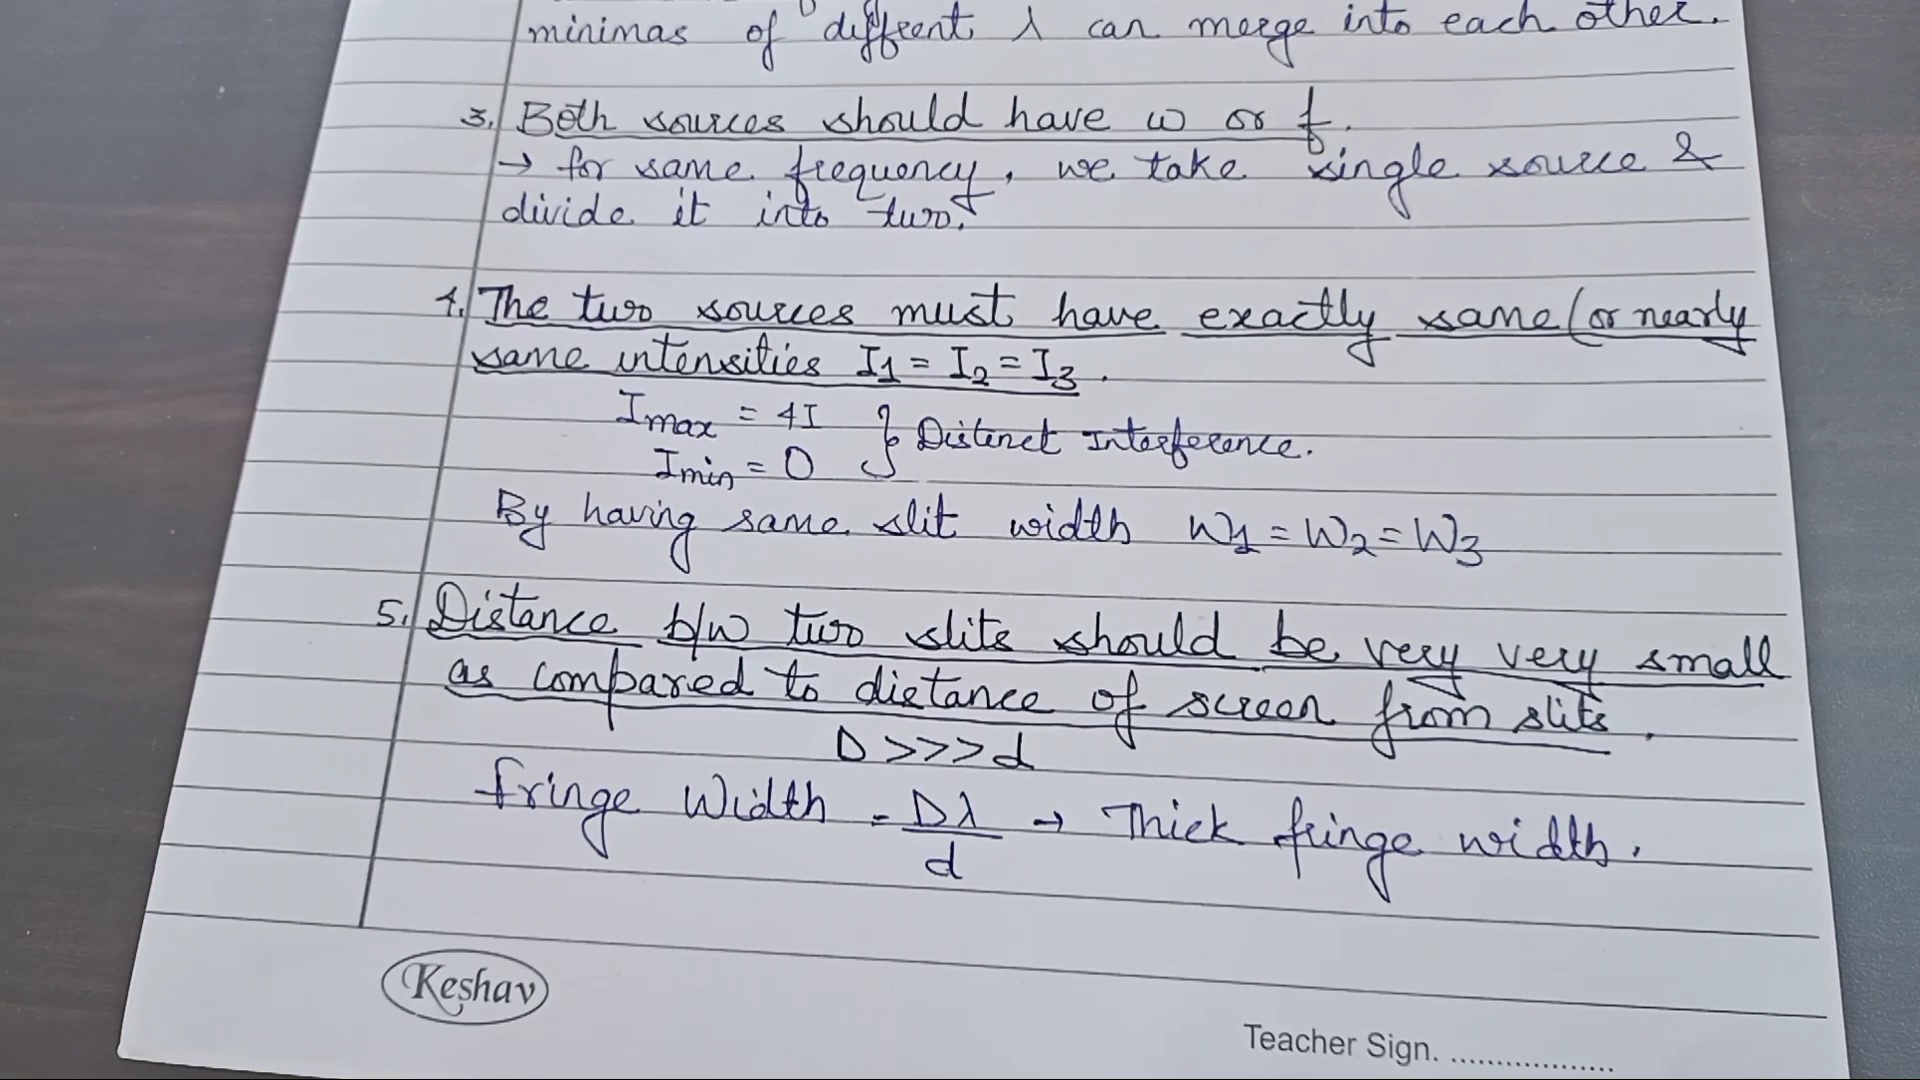 minimas of diffrent λ can merge into each other.
3. Both sources should have ω or f.
→ for same frequency, we take single source &
divide it into two.
4. The two sources must have exactly same (or nearly
same intensities I1 = I2 = I3.
Imax = 4I } Distinct Interference.
Imin = 0
By having same slit width W1 = W2 = W3
5. Distance b/w two slits should be very very small
as compared to distance of screen from slits.
D >>> d
fringe Width = Dλ/d → Thick fringe width.
Keshav
Teacher Sign. ..................